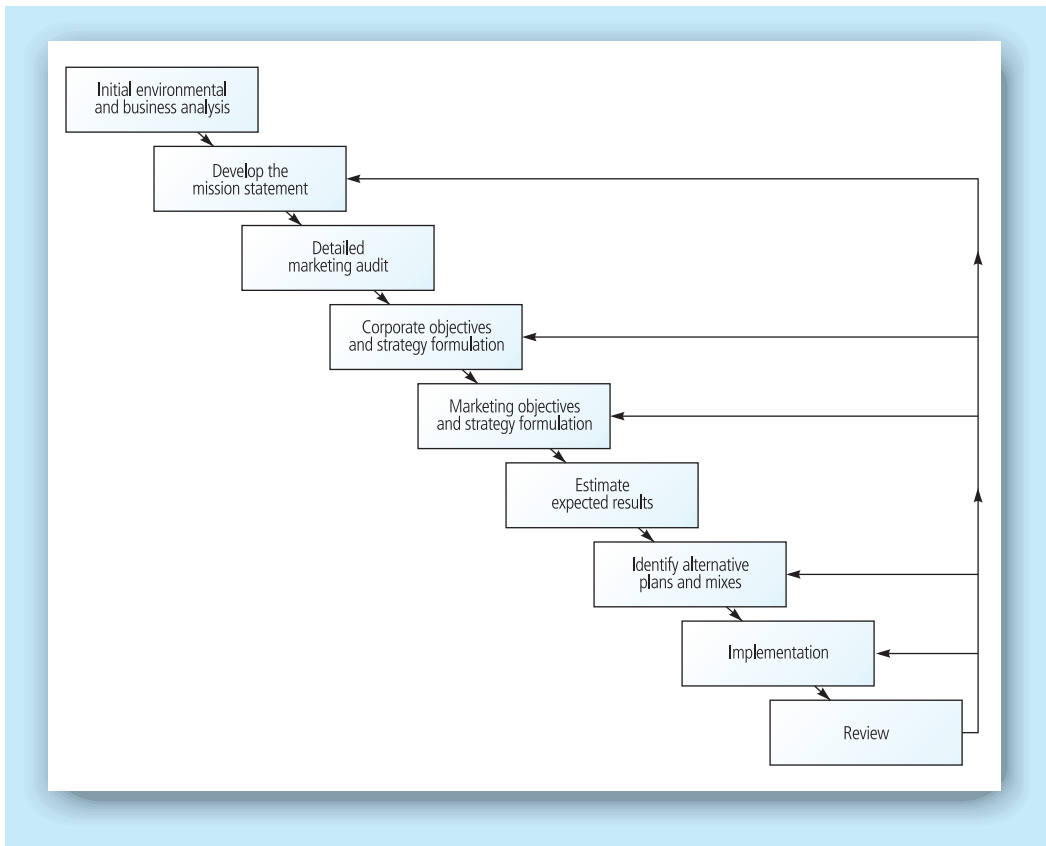 Initial environmental
and business analysis
Develop the
mission statement
Detailed
marketing audit
Corporate objectives
and strategy formulation
Marketing objectives
and strategy formulation
Estimate
expected results
Identify alternative
plans and mixes
Implementation
Review